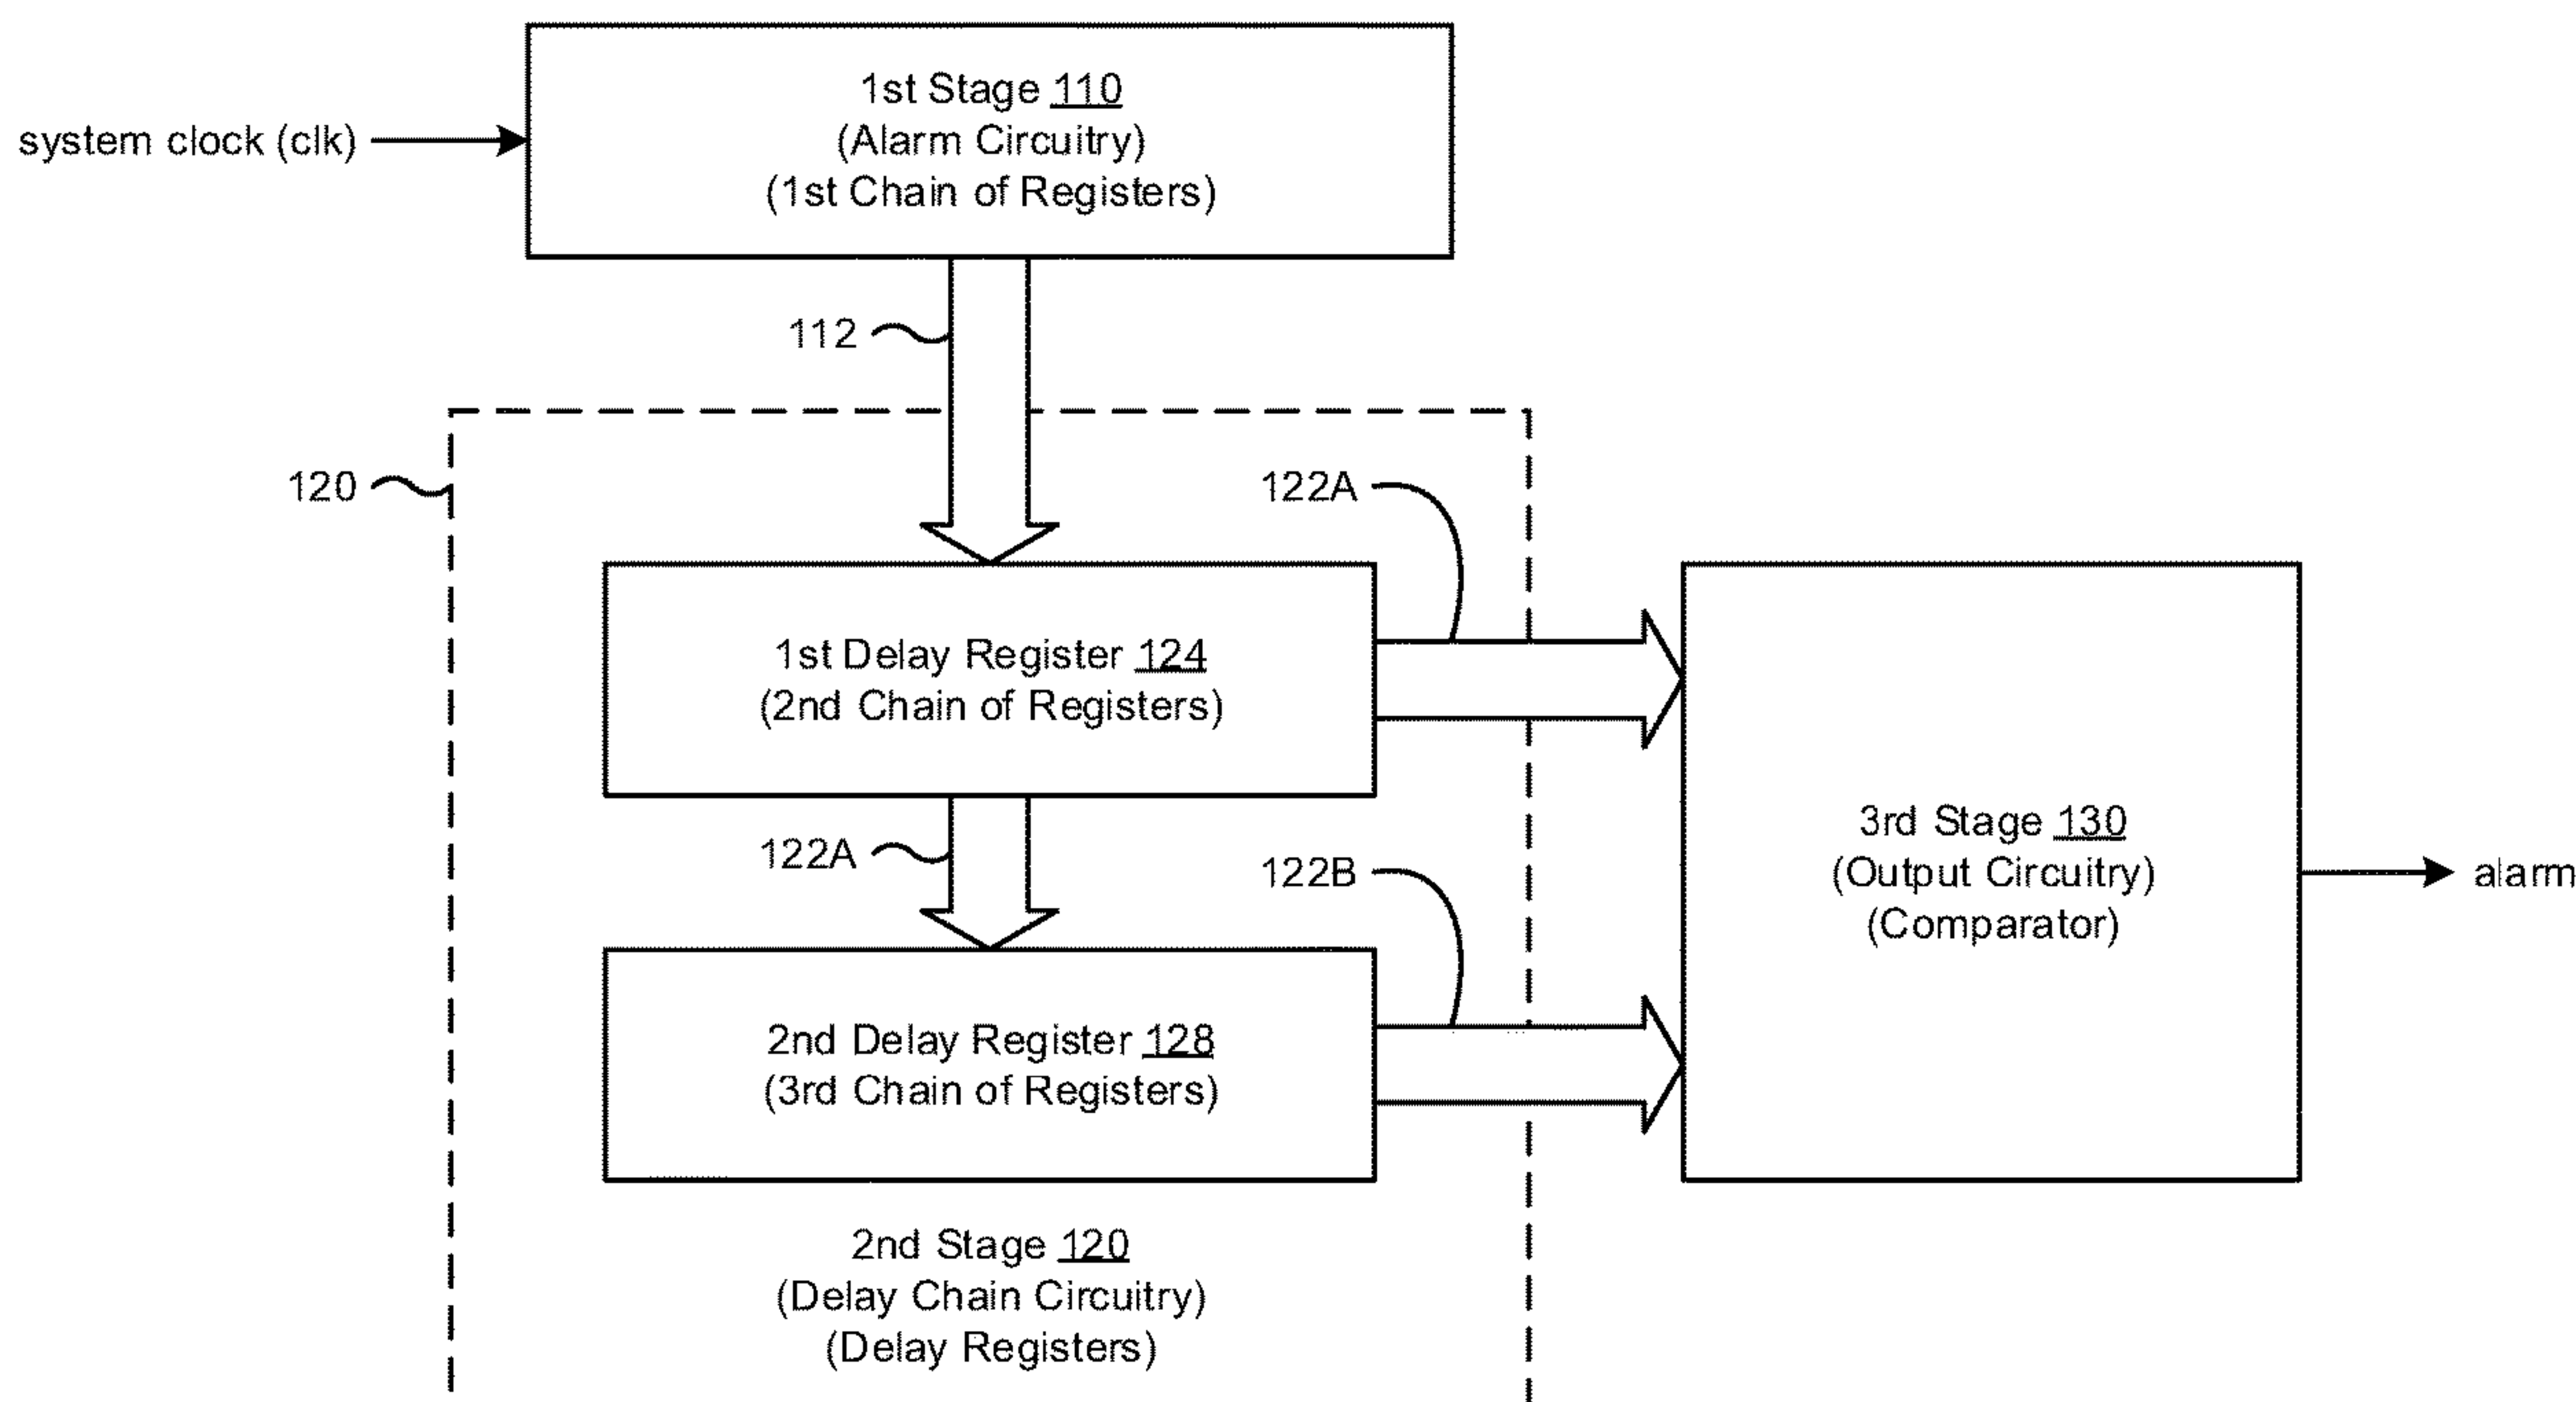 1st Stage 110
(Alarm Circuitry)
(1st Chain of Registers)
system clock (clk)
112
120
122A
1st Delay Register 124
(2nd Chain of Registers)
122A
122B
3rd Stage 130
(Output Circuitry)
(Comparator)
alarm
2nd Delay Register 128
(3rd Chain of Registers)
2nd Stage 120
(Delay Chain Circuitry)
(Delay Registers)